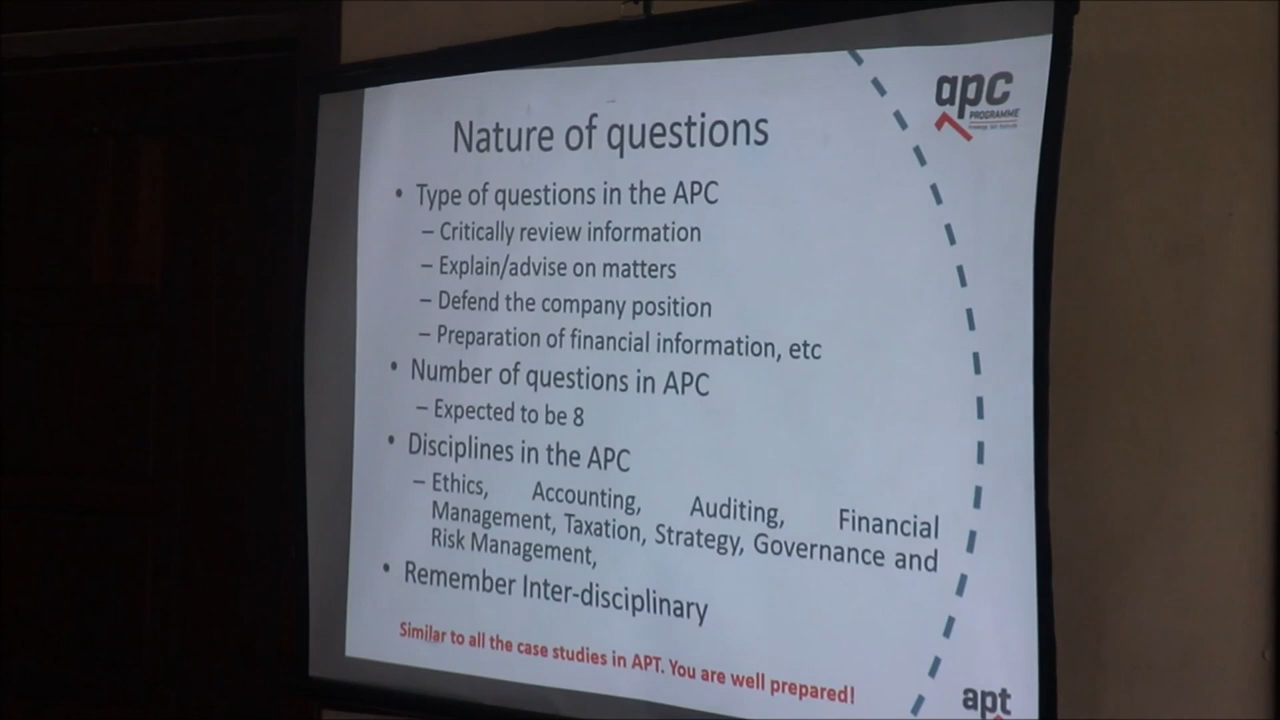 apc
PROGRAMME
Nature of questions
• Type of questions in the APC
– Critically review information
– Explain/advise on matters
– Defend the company position
– Preparation of financial information, etc
• Number of questions in APC
– Expected to be 8
• Disciplines in the APC
– Ethics, Accounting, Auditing, Financial
Management, Taxation, Strategy, Governance and
Risk Management,
• Remember Inter-disciplinary
Similar to all the case studies in APT. You are well prepared!
apt